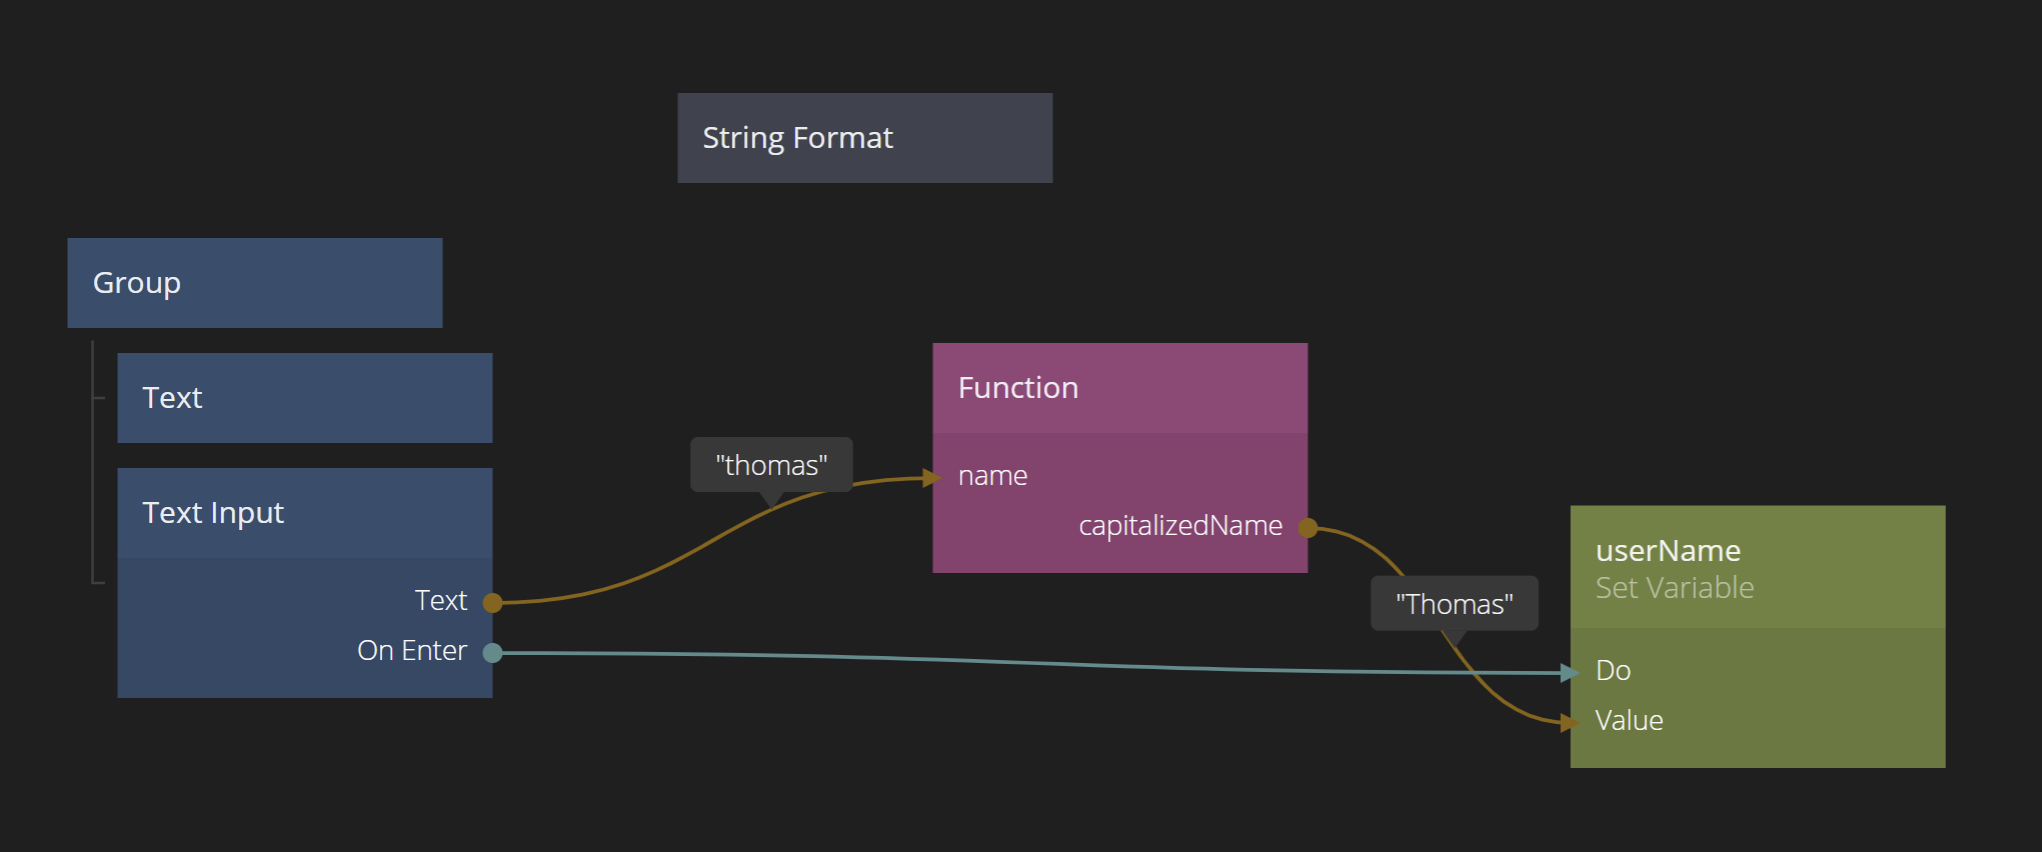 String Format
Group
Text
Text Input
Text
On Enter
"thomas"
Function
name
capitalizedName
"Thomas"
userName
Set Variable
Do
Value